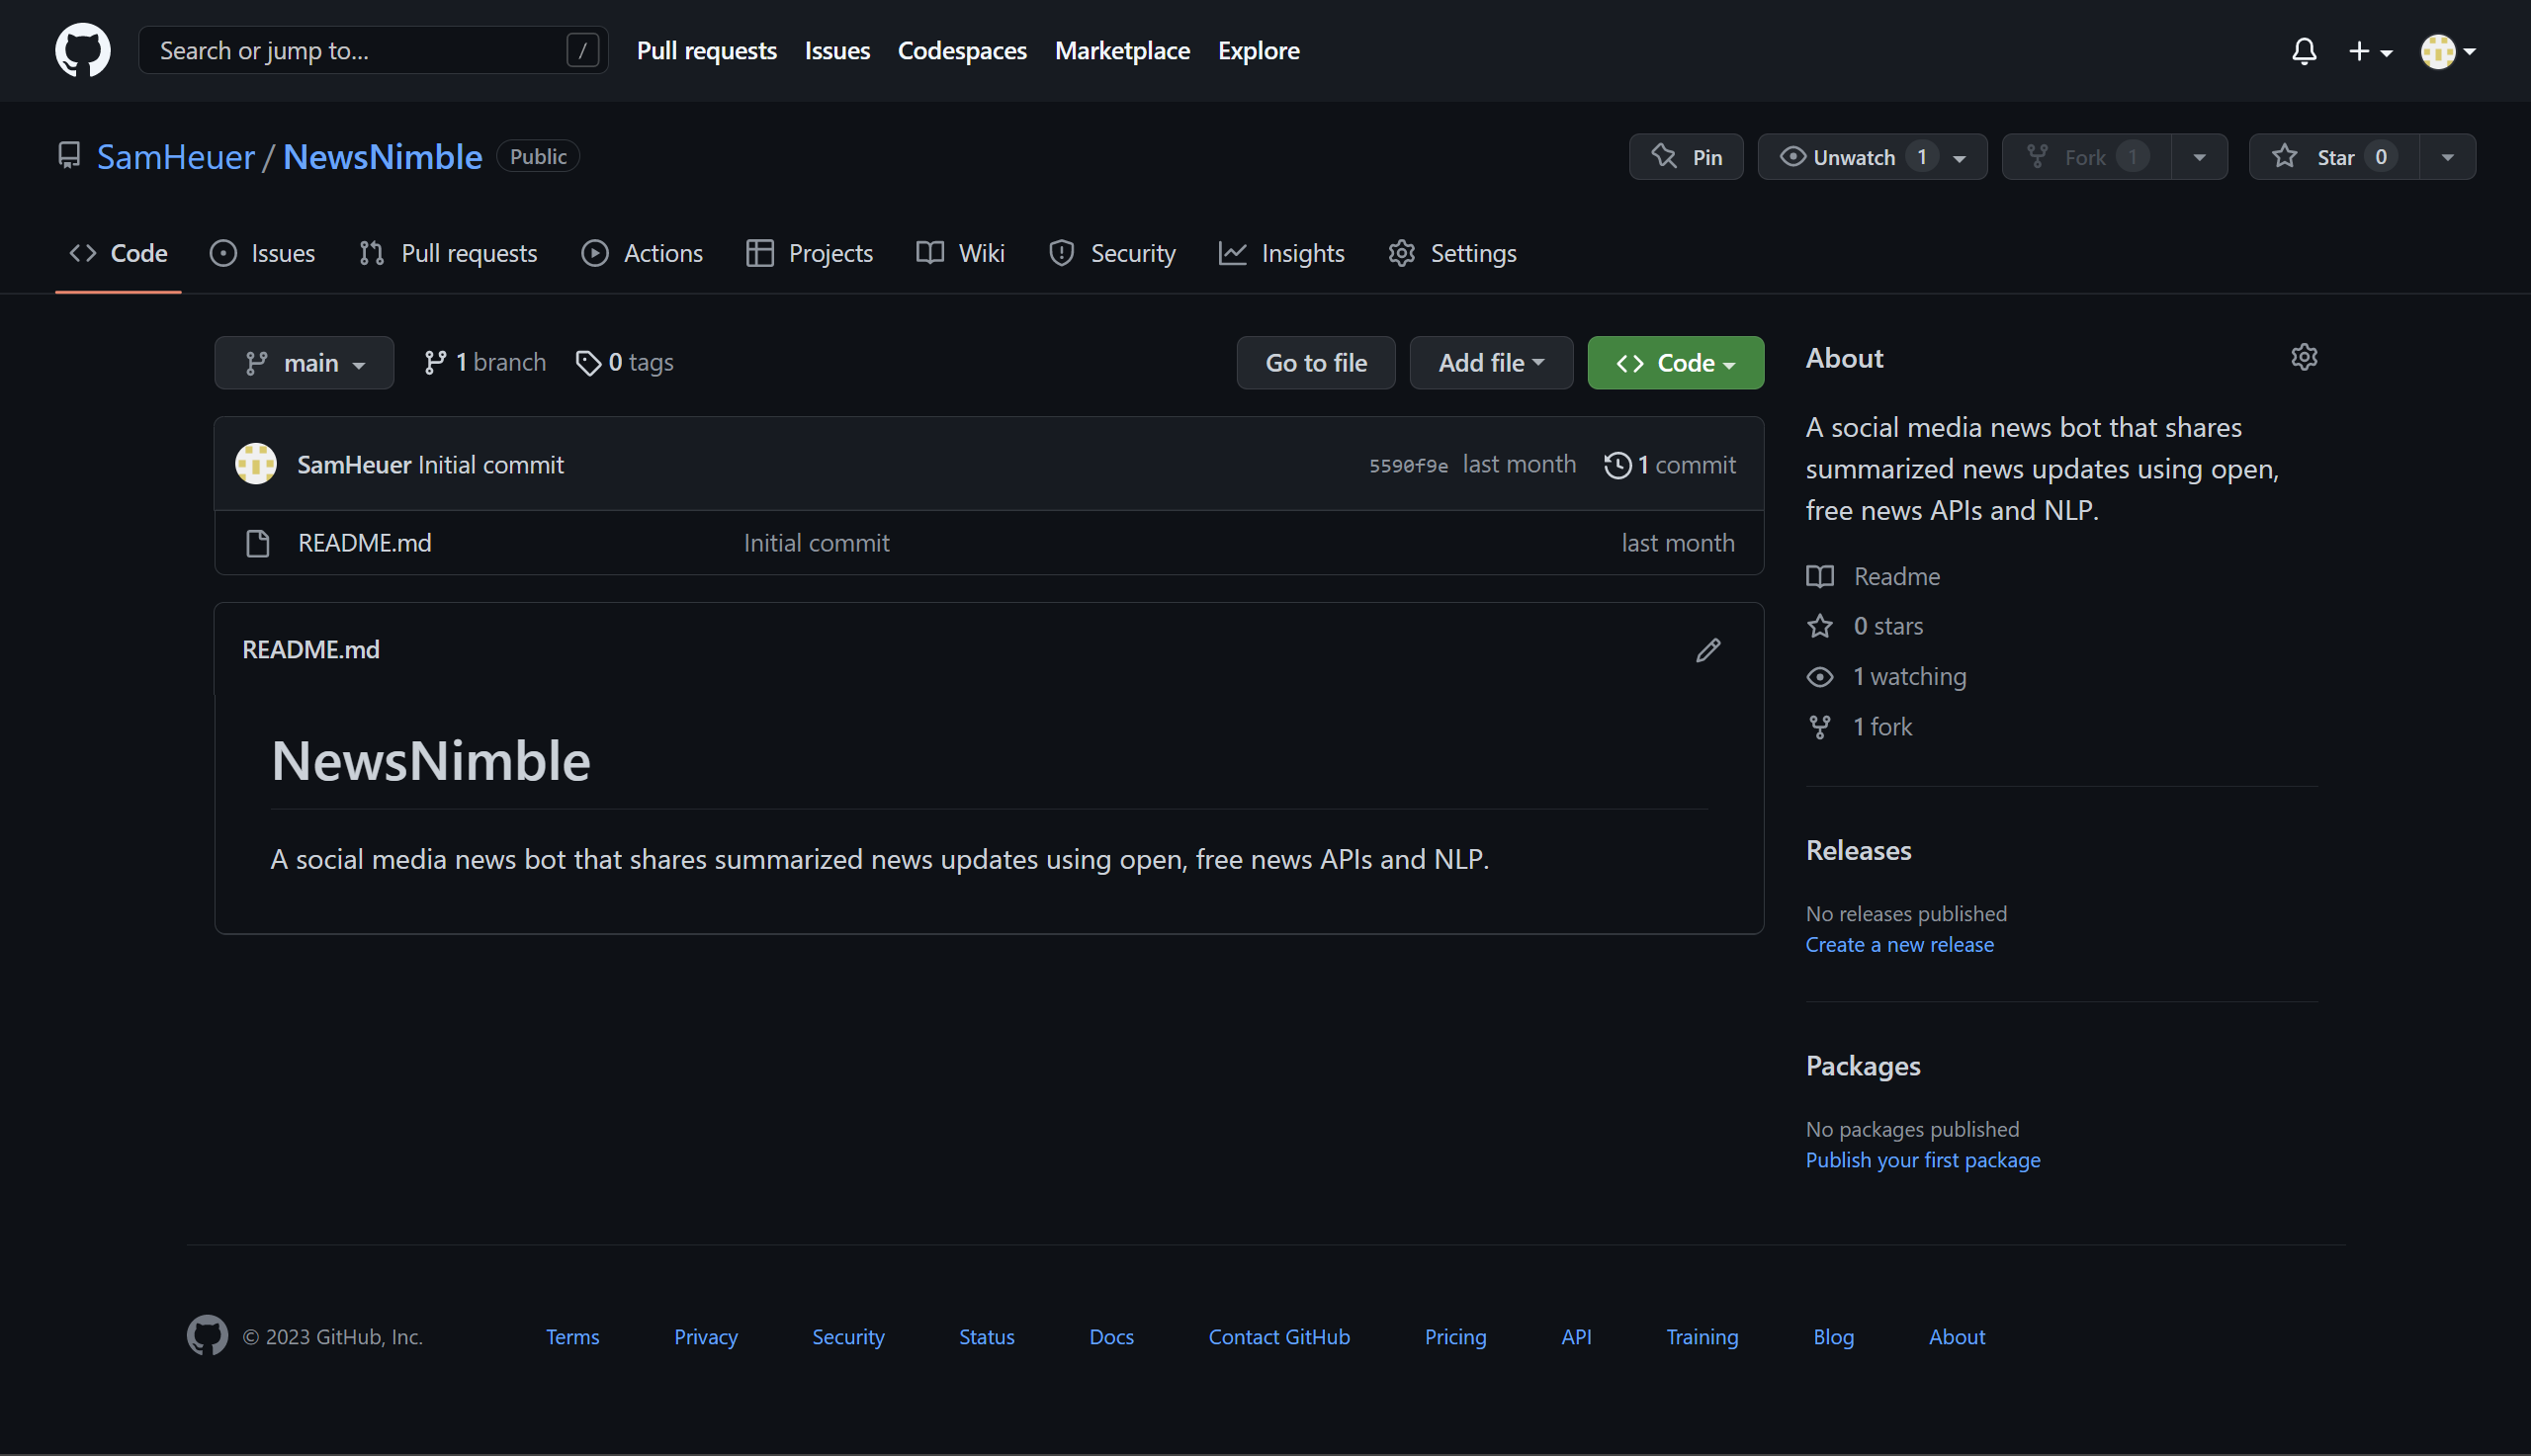 Search or jump to... /
Pull requests Issues Codespaces Marketplace Explore
SamHeuer / NewsNimble Public
Pin Unwatch 1 Fork 1 Star 0
Code Issues Pull requests Actions Projects Wiki Security Insights Settings
main 1 branch 0 tags Go to file Add file Code
SamHeuer Initial commit 5590f9e last month 1 commit
README.md Initial commit last month
README.md
NewsNimble
A social media news bot that shares summarized news updates using open, free news APIs and NLP.
About
A social media news bot that shares
summarized news updates using open,
free news APIs and NLP.
Readme
0 stars
1 watching
1 fork
Releases
No releases published
Create a new release
Packages
No packages published
Publish your first package
© 2023 GitHub, Inc. Terms Privacy Security Status Docs Contact GitHub Pricing API Training Blog About